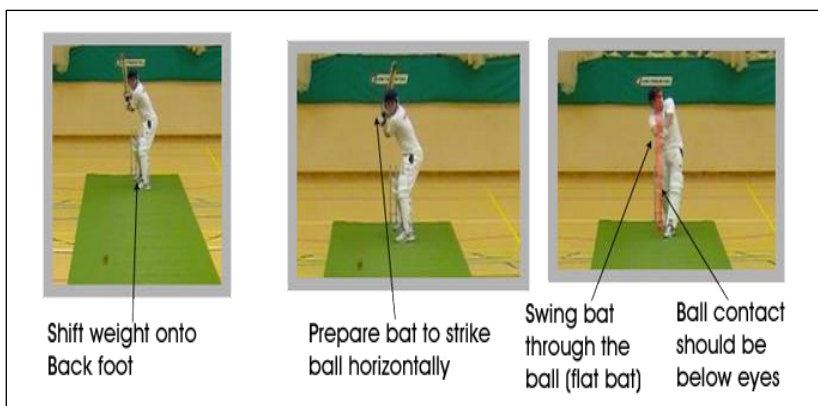 Shift weight onto
Back foot
Prepare bat to strike
ball horizontally
Swing bat
through the
ball (flat bat)
Ball contact
should be
below eyes